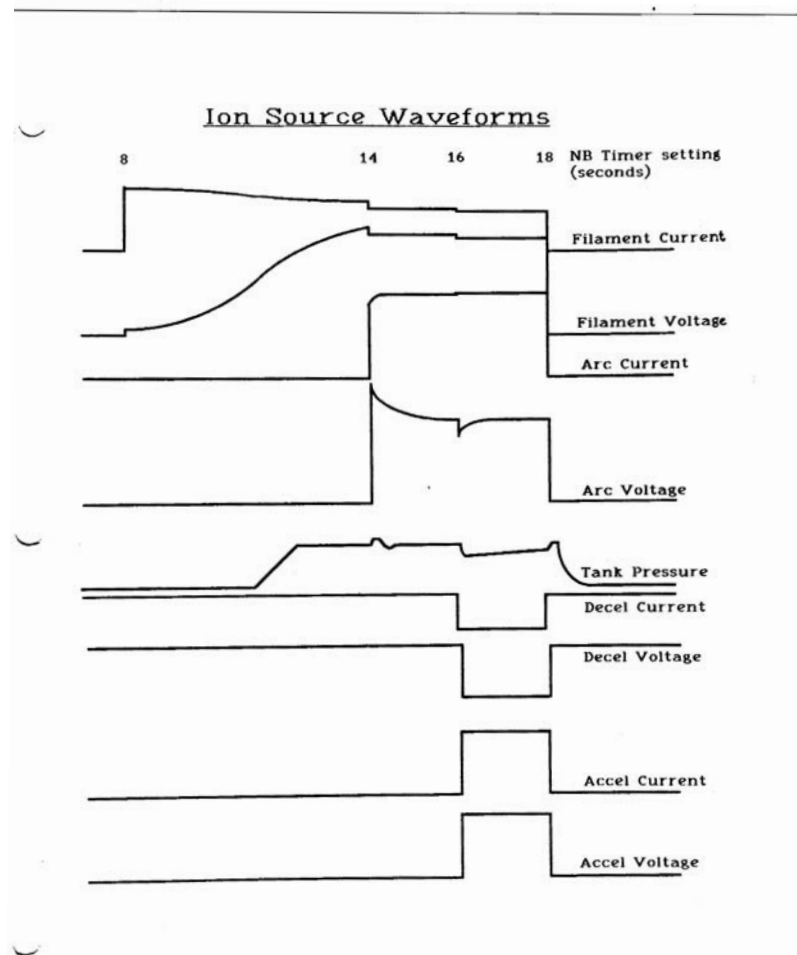 Ion Source Waveforms
8 14 16 18 NB Timer setting
(seconds)
Filament Current
Filament Voltage
Arc Current
Arc Voltage
Tank Pressure
Decel Current
Decel Voltage
Accel Current
Accel Voltage